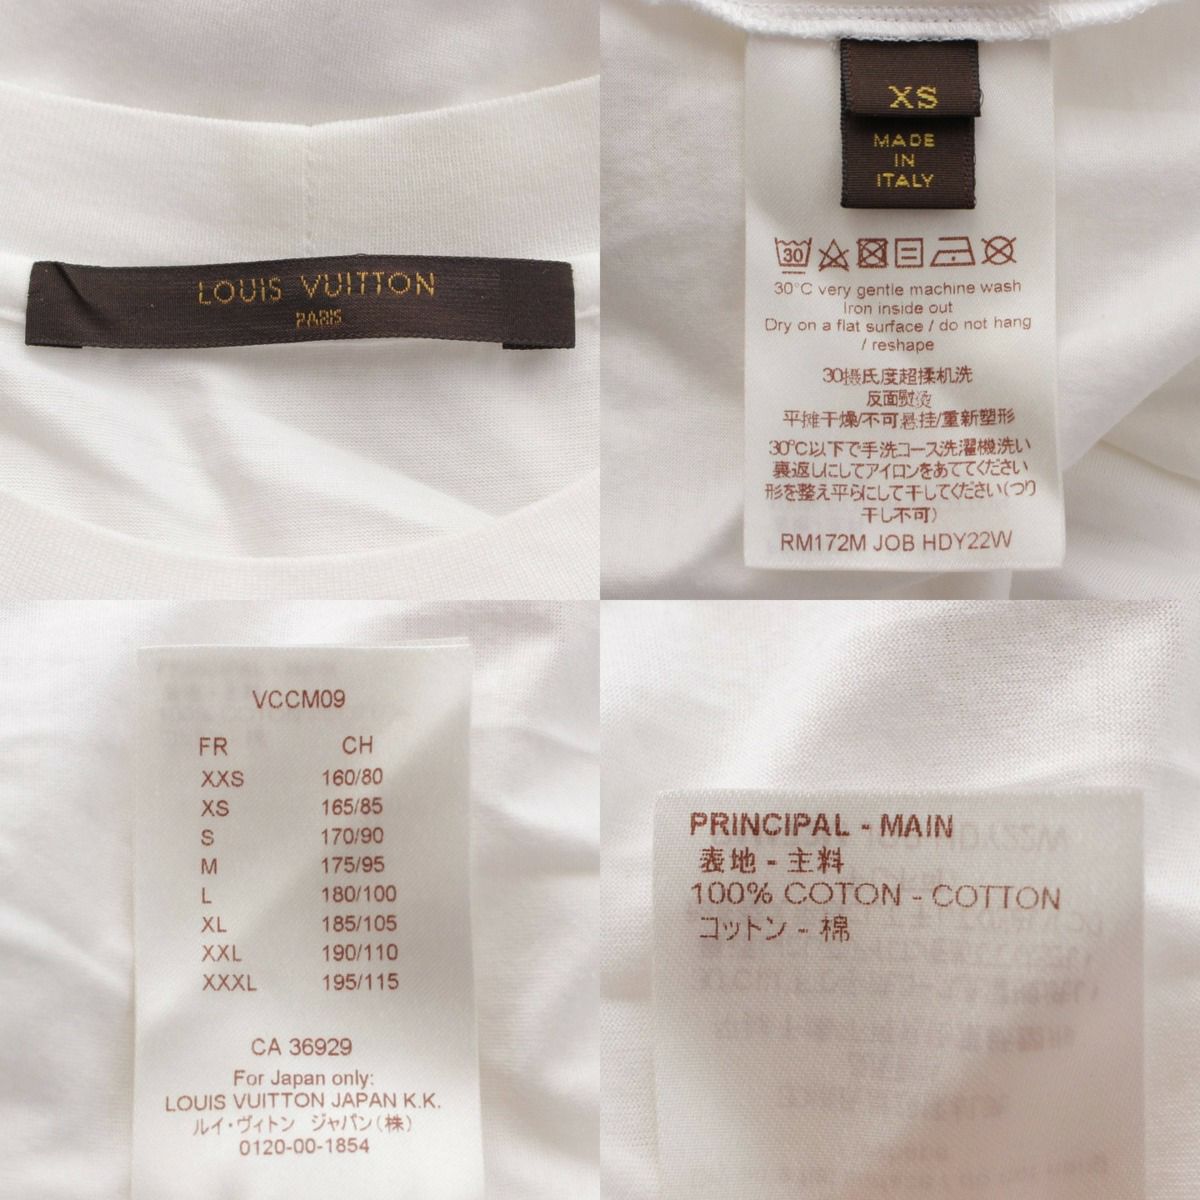 LOUIS VUITTON
PARIS
XS
MADE
IN
ITALY
30
30°C very gentle machine wash
Iron inside out
Dry on a flat surface / do not hang
/ reshape
30摄氏度超揉机洗
反面熨烫
平摊干燥/不可悬挂/重新塑形
30℃以下で手洗コース洗濯機洗い
裏返しにしてアイロンをあててください
形を整え平らにして干してください(つり
干し不可)
RM172M JOB HDY22W
VCCM09
FR CH
XXS 160/80
XS 165/85
S 170/90
M 175/95
L 180/100
XL 185/105
XXL 190/110
XXXL 195/115
CA 36929
For Japan only:
LOUIS VUITTON JAPAN K.K.
ルイ・ヴィトン ジャパン(株)
0120-00-1854
PRINCIPAL - MAIN
表地 - 主料
100% COTON - COTTON
コットン - 棉